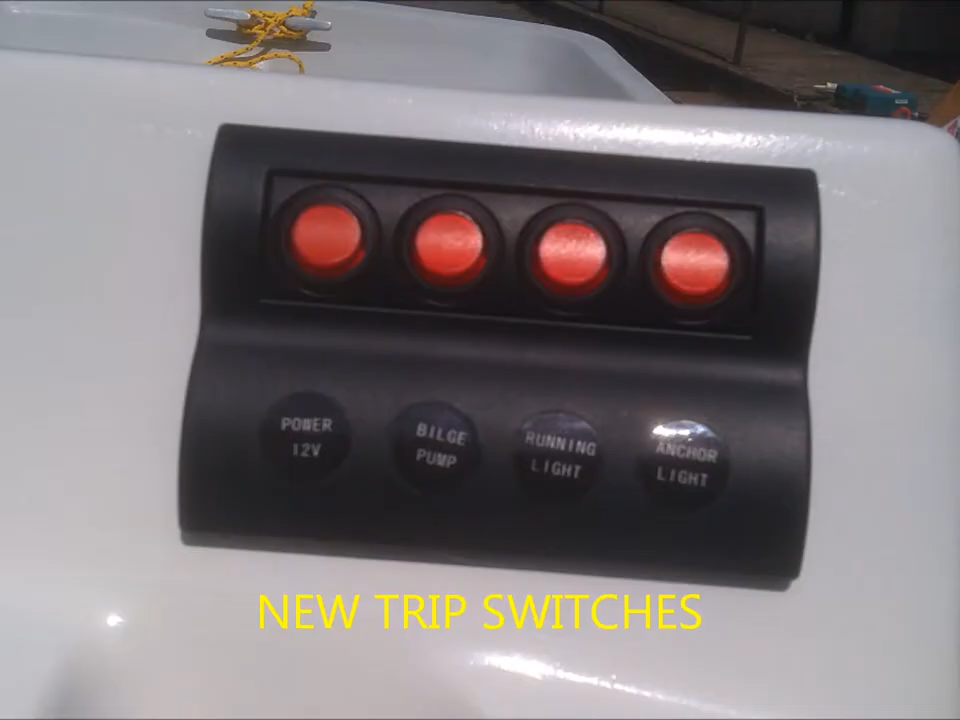 POWER
12V
BILGE
PUMP
RUNNING
LIGHT
ANCHOR
LIGHT
NEW TRIP SWITCHES